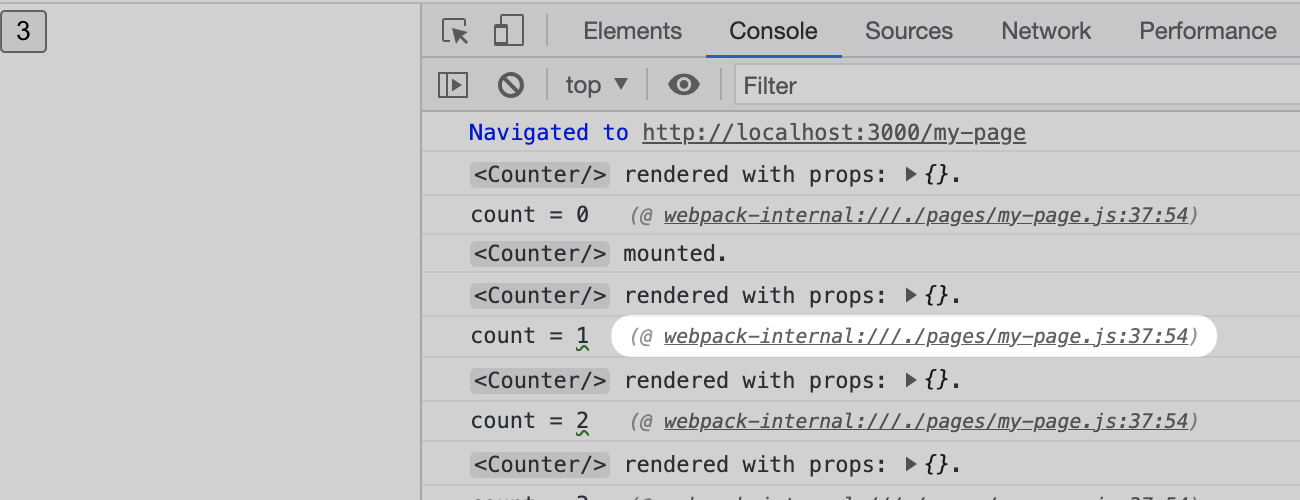 3
Elements Console Sources Network Performance
top Filter
Navigated to http://localhost:3000/my-page
<Counter/> rendered with props: ▶{}.
count = 0 (@ webpack-internal:///./pages/my-page.js:37:54)
<Counter/> mounted.
<Counter/> rendered with props: ▶{}.
count = 1 (@ webpack-internal:///./pages/my-page.js:37:54)
<Counter/> rendered with props: ▶{}.
count = 2 (@ webpack-internal:///./pages/my-page.js:37:54)
<Counter/> rendered with props: ▶{}.